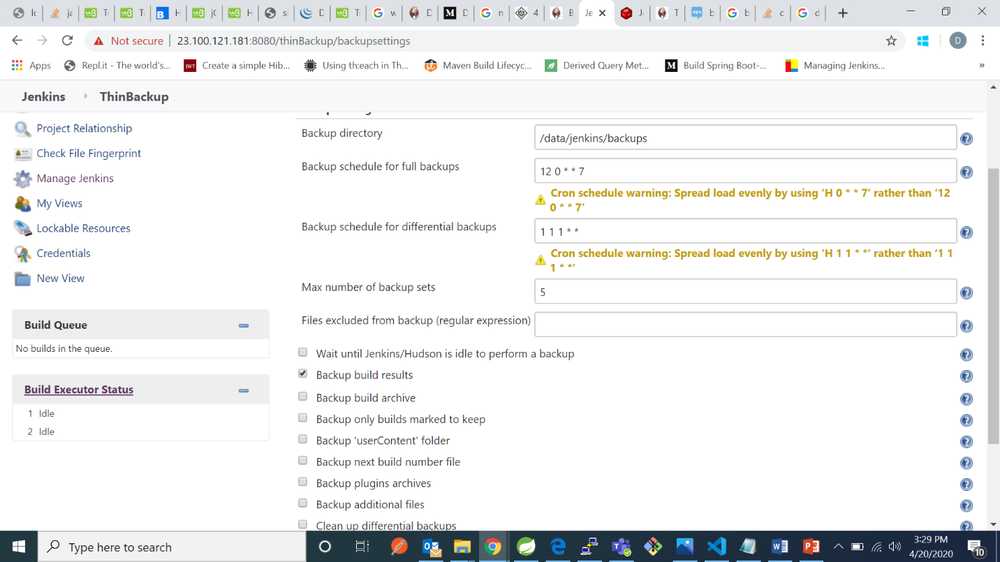 Not secure | 23.100.121.181:8080/thinBackup/backupsettings
D
Apps Repl.it - The world's... JWT Create a simple Hib... Using th:each in Th... Maven Build Lifecyc... Derived Query Met... M Build Spring Boot-... Managing Jenkins... »
Jenkins ThinBackup
Project Relationship
Check File Fingerprint
Manage Jenkins
My Views
Lockable Resources
Credentials
New View
Build Queue
No builds in the queue.
Build Executor Status
1 Idle
2 Idle
Backup directory
/data/jenkins/backups
Backup schedule for full backups
12 0 * * 7
Cron schedule warning: Spread load evenly by using ‘H 0 * * 7’ rather than ‘12
0 * * 7’
Backup schedule for differential backups
1 1 1 * *
Cron schedule warning: Spread load evenly by using ‘H 1 1 * *’ rather than ‘1 1
1 * *’
Max number of backup sets
5
Files excluded from backup (regular expression)
Wait until Jenkins/Hudson is idle to perform a backup
Backup build results
Backup build archive
Backup only builds marked to keep
Backup 'userContent' folder
Backup next build number file
Backup plugins archives
Backup additional files
Clean up differential backups
Type here to search
3:29 PM
4/20/2020
10